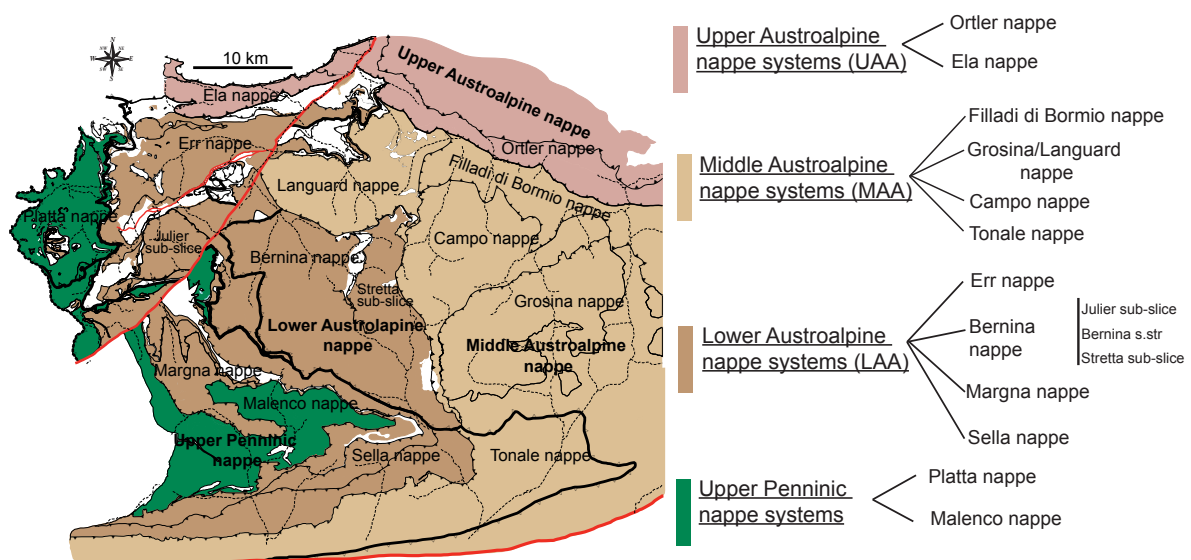 N
W
E
S
10 km
Ela nappe
Upper Austroalpine
nappe
Err nappe
Ortler nappe
Filladi di Bormio nappe
Languard nappe
Platta nappe
Julier
sub-slice
Bernina nappe
Campo nappe
Stretta
sub-slice
Grosina nappe
Lower Austrolapine
nappe
Middle Austroalpine
nappe
Margna nappe
Malenco nappe
Upper Penninic
nappe
Sella nappe
Tonale nappe
Upper Austroalpine
nappe systems (UAA)
Ortler nappe
Ela nappe
Middle Austroalpine
nappe systems (MAA)
Filladi di Bormio nappe
Grosina/Languard
nappe
Campo nappe
Tonale nappe
Lower Austroalpine
nappe systems (LAA)
Err nappe
Bernina
nappe
Julier sub-slice
Bernina s.str
Stretta sub-slice
Margna nappe
Sella nappe
Upper Penninic
nappe systems
Platta nappe
Malenco nappe